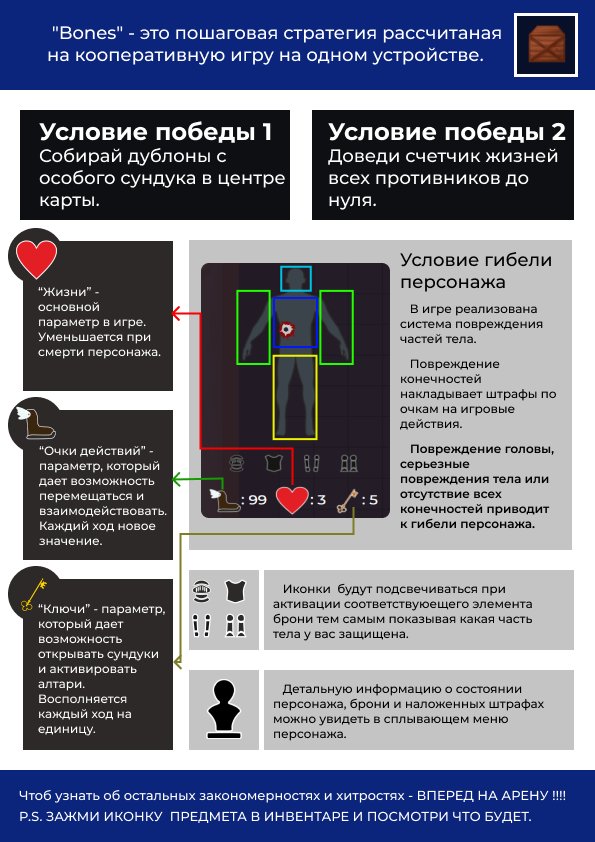 "Bones" - это пошаговая стратегия рассчитаная
на кооперативную игру на одном устройстве.
Условие победы 1
Собирай дублоны с
особого сундука в центре
карты.
Условие победы 2
Доведи счетчик жизней
всех противников до
нуля.
“Жизни” -
основной
параметр в игре.
Уменьшается при
смерти персонажа.
“Очки действий” -
параметр, который
дает возможность
перемещаться и
взаимодействовать.
Каждий ход новое
значение.
“Ключи” - параметр,
который дает
возможность
открывать сундуки
и активировать
алтари.
Восполняется
каждый ход на
единицу.
: 99
: 3
: 5
Условие гибели
персонажа
В игре реализована
система повреждения
частей тела.
Повреждение
конечностей
накладывает штрафы по
очкам на игровые
действия.
Повреждение головы,
серьезные
повреждения тела или
отсутствие всех
конечностей приводит
к гибели персонажа.
Иконки будут подсвечиваться при
активации соответствующего элемента
брони тем самым показывая какая часть
тела у вас защищена.
Детальную информацию о состоянии
персонажа, брони и наложенных штрафах
можно увидеть в сплывающем меню
персонажа.
Чтоб узнать об остальных закономерностях и хитростях - ВПЕРЕД НА АРЕНУ !!!!
P.S. ЗАЖМИ ИКОНКУ ПРЕДМЕТА В ИНВЕНТАРЕ И ПОСМОТРИ ЧТО БУДЕТ.